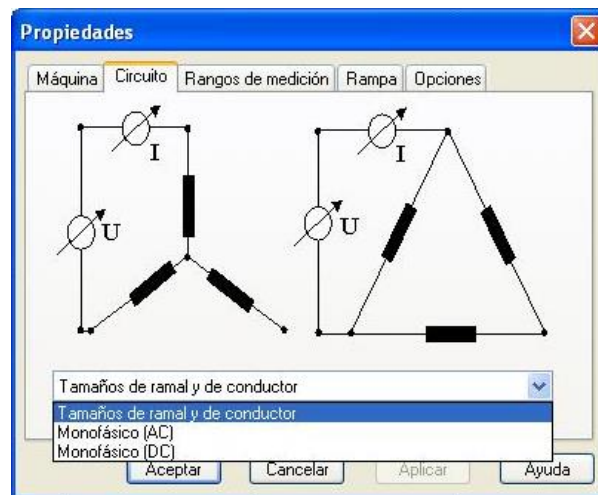 Propiedades
Máquina Circuito Rangos de medición Rampa Opciones
I
U
I
U
Tamaños de ramal y de conductor
Tamaños de ramal y de conductor
Monofásico (AC)
Monofásico (DC)
Aceptar Cancelar Aplicar Ayuda